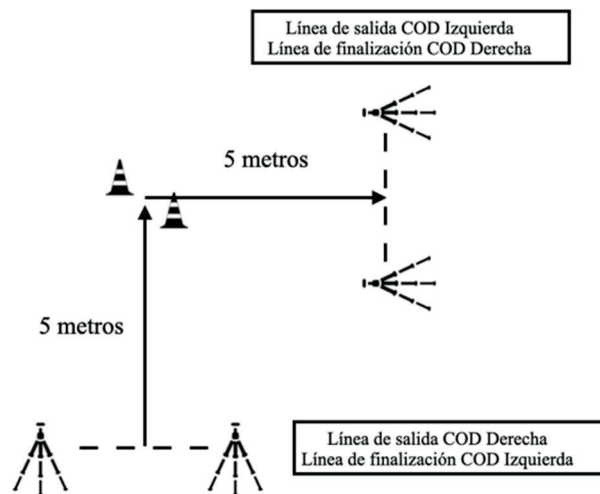 Línea de salida COD Izquierda
Línea de finalización COD Derecha
5 metros
5 metros
Línea de salida COD Derecha
Línea de finalización COD Izquierda